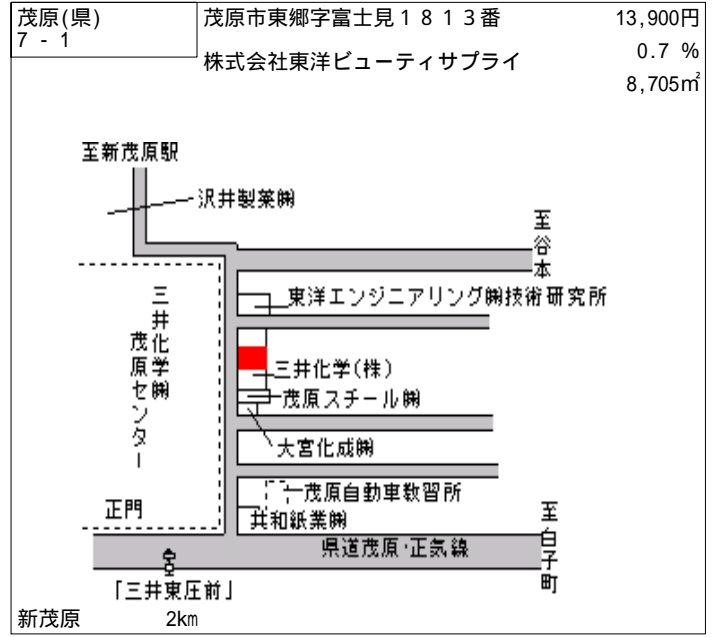 茂原(県)
7 - 1
茂原市東郷字富士見１８１３番
13,900円
株式会社東洋ビューティサプライ
0.7 %
8,705㎡
至新茂原駅
沢井製薬㈱
至谷本
東洋エンジニアリング㈱技術研究所
三井化学㈱
茂原センター
三井化学(株)
茂原スチール㈱
大宮化成㈱
茂原自動車教習所
正門
共和紙業㈱
至白子町
県道茂原･正気線
「三井東圧前」
新茂原
2㎞